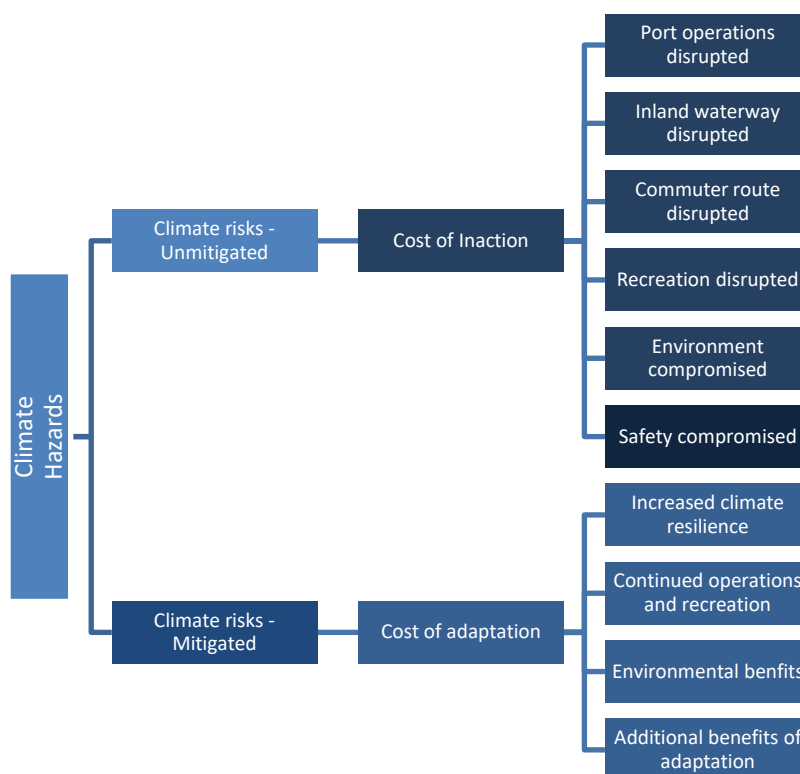 Climate
Hazards
Climate risks -
Unmitigated
Cost of Inaction
Port operations
disrupted
Inland waterway
disrupted
Commuter route
disrupted
Recreation disrupted
Environment
compromised
Safety compromised
Climate risks -
Mitigated
Cost of adaptation
Increased climate
resilience
Continued operations
and recreation
Environmental benfits
Additional benefits of
adaptation